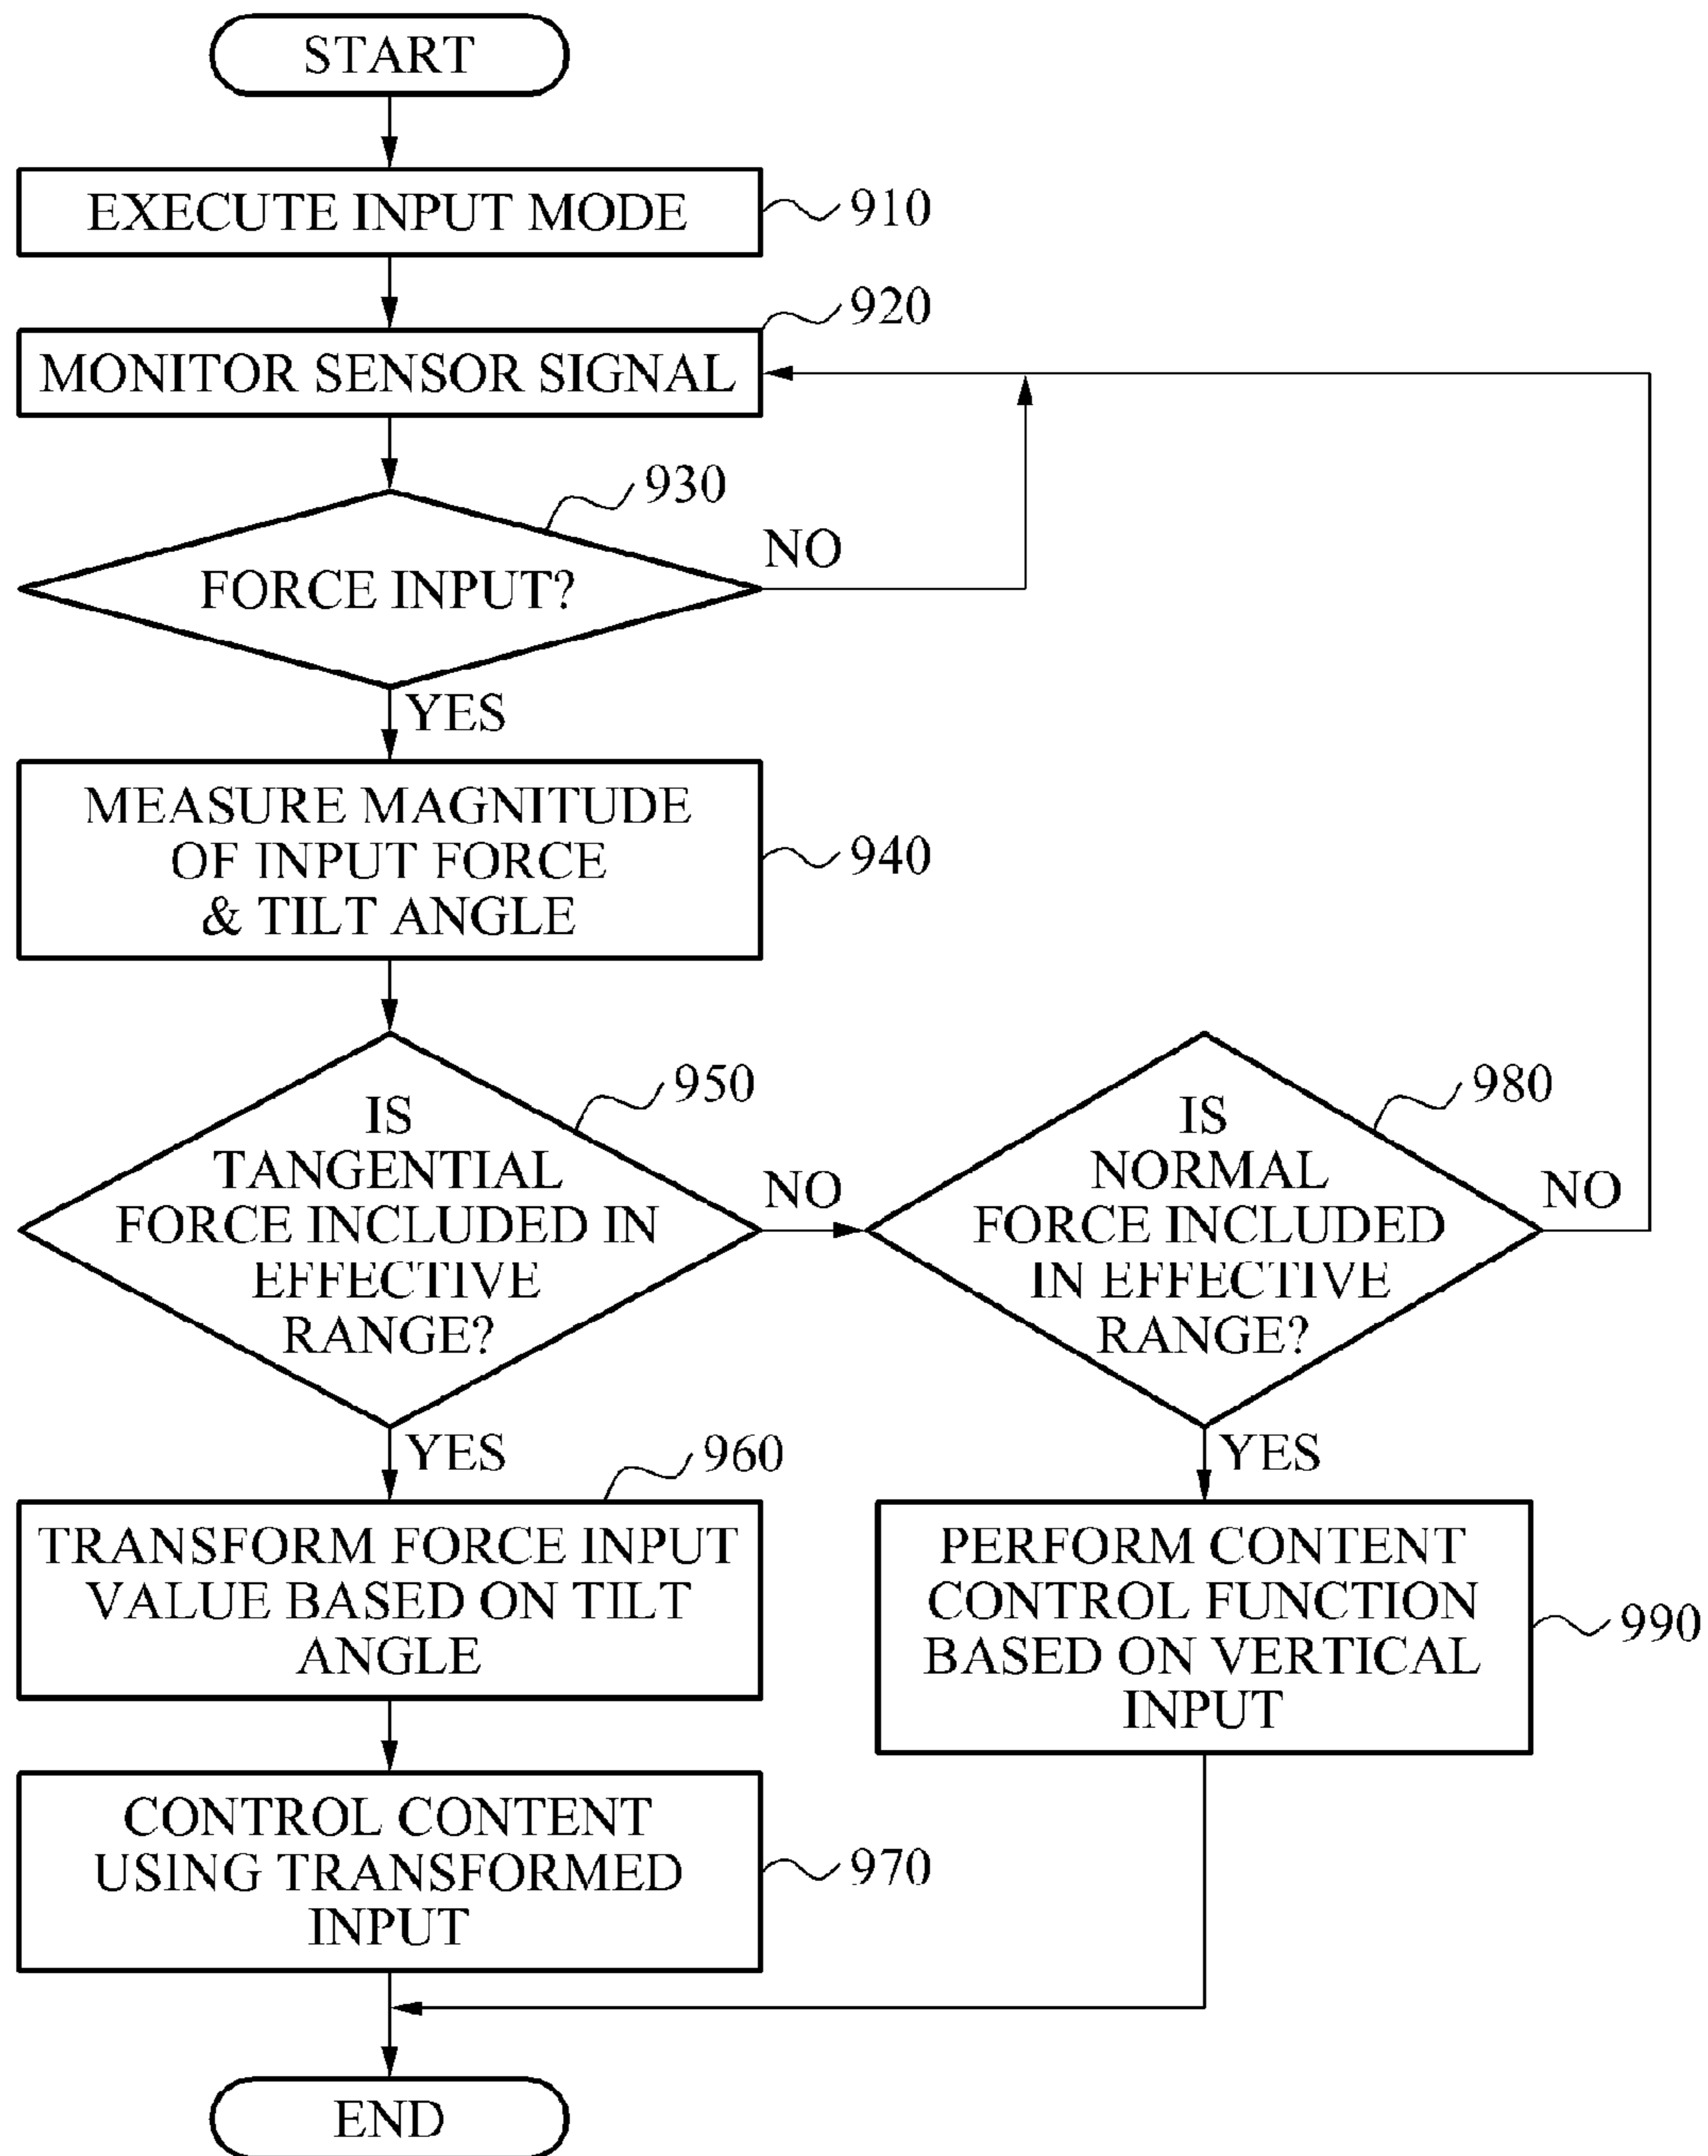 START
EXECUTE INPUT MODE
910
920
MONITOR SENSOR SIGNAL
930
NO
FORCE INPUT?
YES
MEASURE MAGNITUDE
OF INPUT FORCE
& TILT ANGLE
940
950
IS
TANGENTIAL
FORCE INCLUDED IN
EFFECTIVE
RANGE?
NO
980
IS
NORMAL
FORCE INCLUDED
IN EFFECTIVE
RANGE?
NO
YES
960
TRANSFORM FORCE INPUT
VALUE BASED ON TILT
ANGLE
YES
PERFORM CONTENT
CONTROL FUNCTION
BASED ON VERTICAL
INPUT
990
CONTROL CONTENT
USING TRANSFORMED
INPUT
970
END